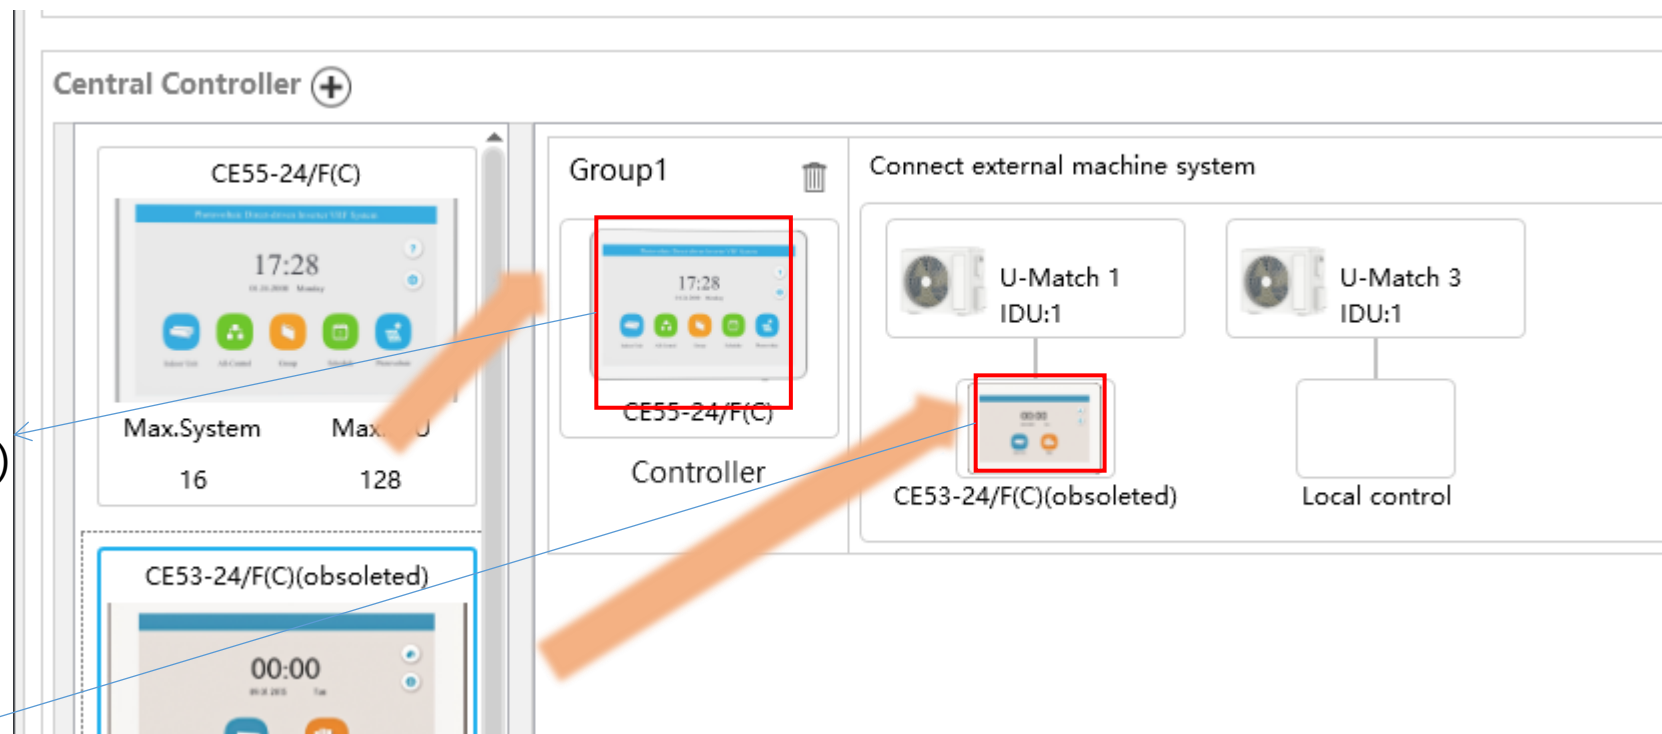 Central Controller
CE55-24/F(C)
17:28
Max.System
16
128
CE53-24/F(C)(obsoleted)
00:00
Group1
17:28
CE55-24/F(C)
Controller
Connect external machine system
U-Match 1
IDU:1
CE53-24/F(C)(obsoleted)
U-Match 3
IDU:1
Local control
)